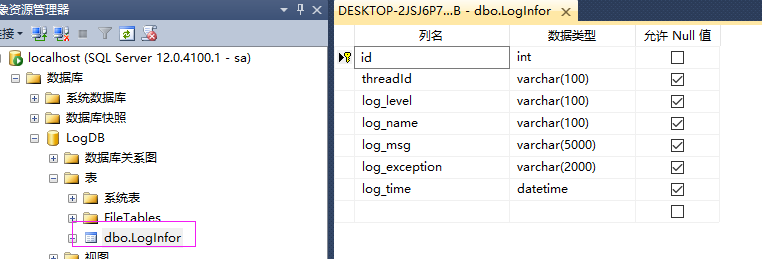 象资源管理器
连接
localhost (SQL Server 12.0.4100.1 - sa)
数据库
系统数据库
数据库快照
LogDB
数据库关系图
表
系统表
FileTables
dbo.LogInfor
视图
DESKTOP-2JSJ6P7...B - dbo.LogInfor
列名 数据类型 允许 Null 值
id int
threadId varchar(100)
log_level varchar(100)
log_name varchar(100)
log_msg varchar(5000)
log_exception varchar(2000)
log_time datetime